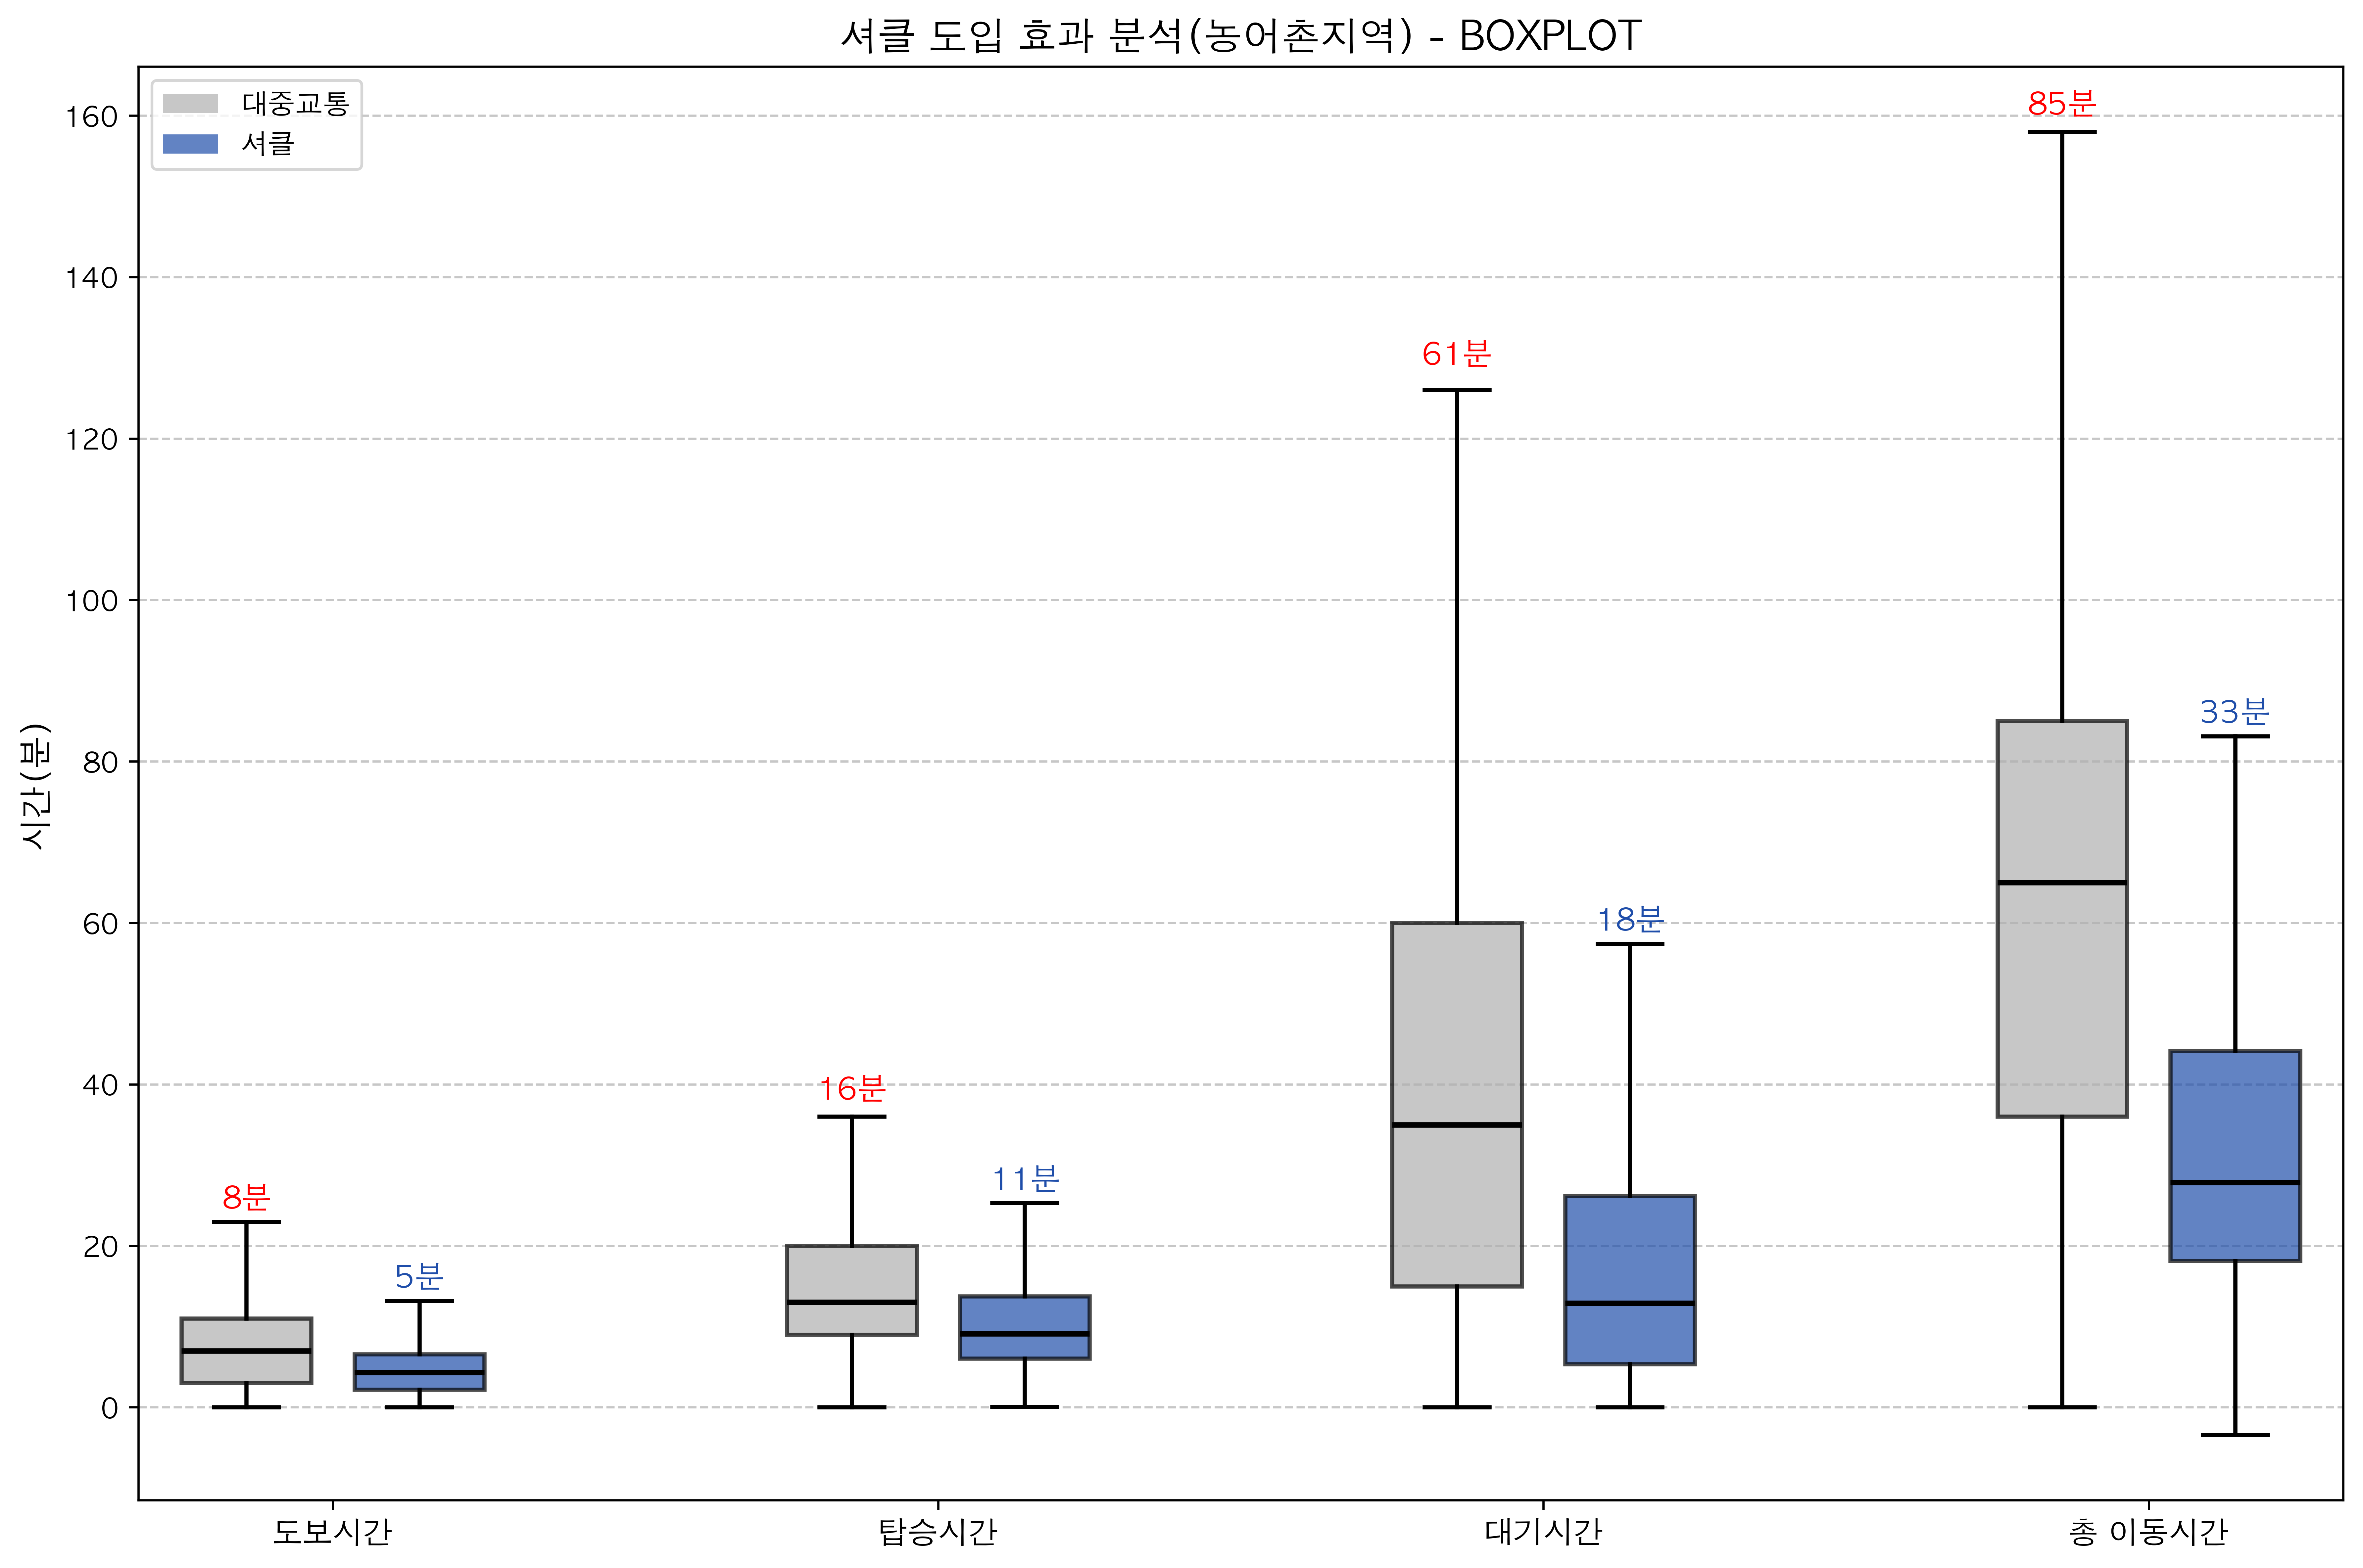 셔클 도입 효과 분석(농어촌지역) - BOXPLOT
대중교통
셔클
시간(분)
160
140
120
100
80
60
40
20
0
8분
5분
16분
11분
61분
18분
85분
33분
도보시간
탑승시간
대기시간
총 이동시간